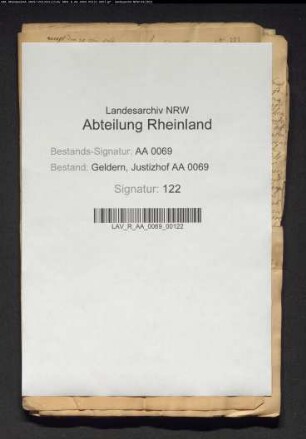 Landesarchiv NRW
Abteilung Rheinland
Bestands-Signatur: AA 0069
Bestand: Geldern, Justizhof AA 0069
Signatur: 122
LAV_R_AA_0069_00122